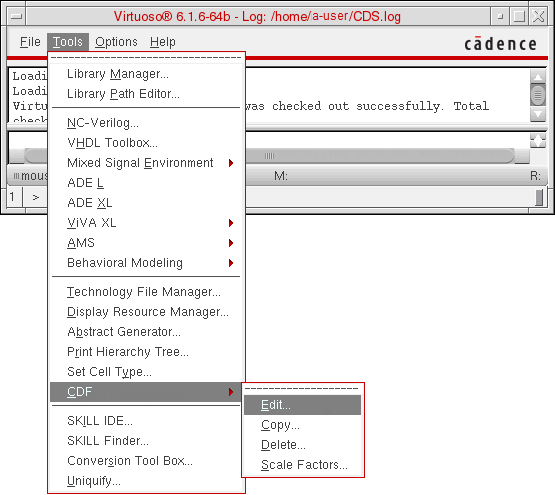 Virtuoso® 6.1.6-64b - Log: /home/a-user/CDS.log
File Tools Options Help
cādence
Loadi
Loadi
Virtu was checked out successfully. Total
check
mous M: R:
1 >
Library Manager...
Library Path Editor...
NC-Verilog...
VHDL Toolbox...
Mixed Signal Environment
ADE L
ADE XL
ViVA XL
AMS
Behavioral Modeling
Technology File Manager...
Display Resource Manager...
Abstract Generator...
Print Hierarchy Tree...
Set Cell Type...
CDF
Edit...
Copy...
Delete...
Scale Factors...
SKILL IDE...
SKILL Finder...
Conversion Tool Box...
Uniquify...